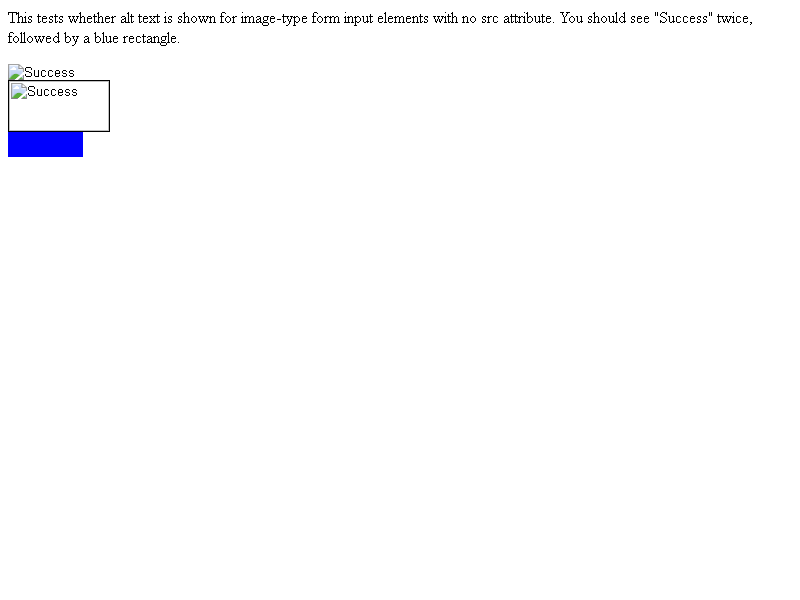 This tests whether alt text is shown for image-type form input elements with no src attribute. You should see "Success" twice,
followed by a blue rectangle.
Success
Success